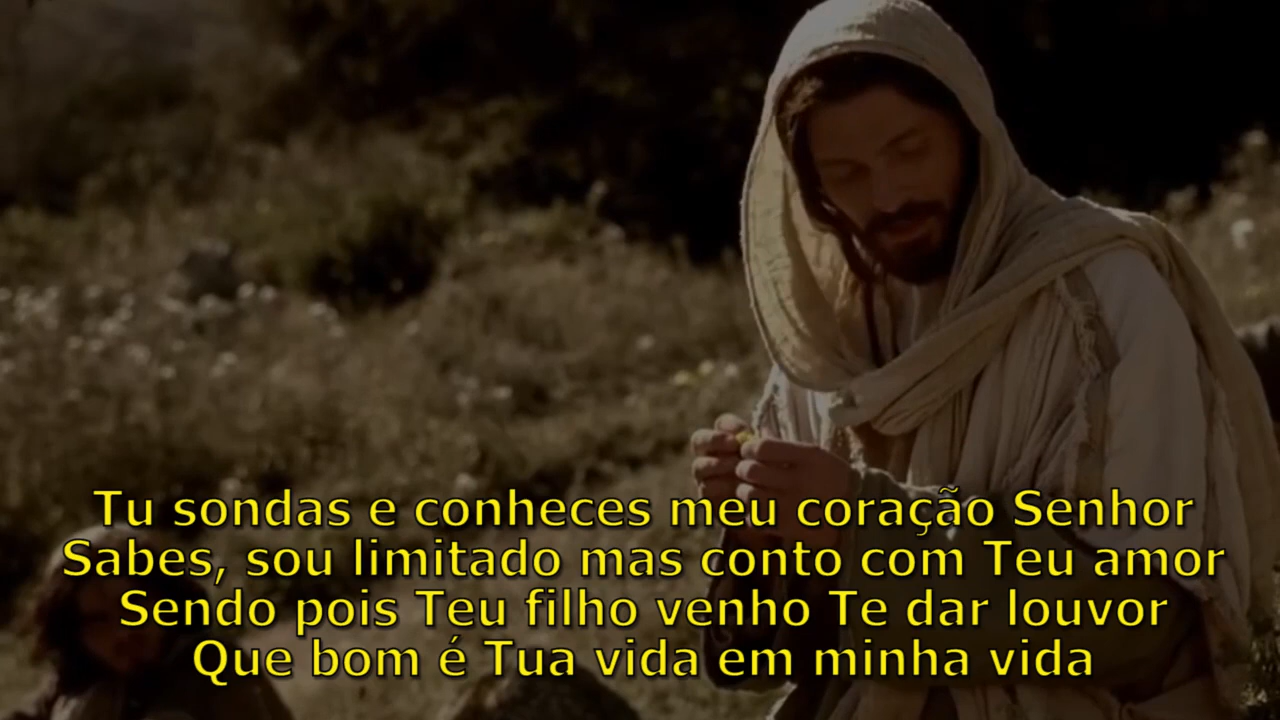 Tu sondas e conheces meu coração Senhor
Sabes, sou limitado mas conto com Teu amor
Sendo pois Teu filho venho Te dar louvor
Que bom é Tua vida em minha vida